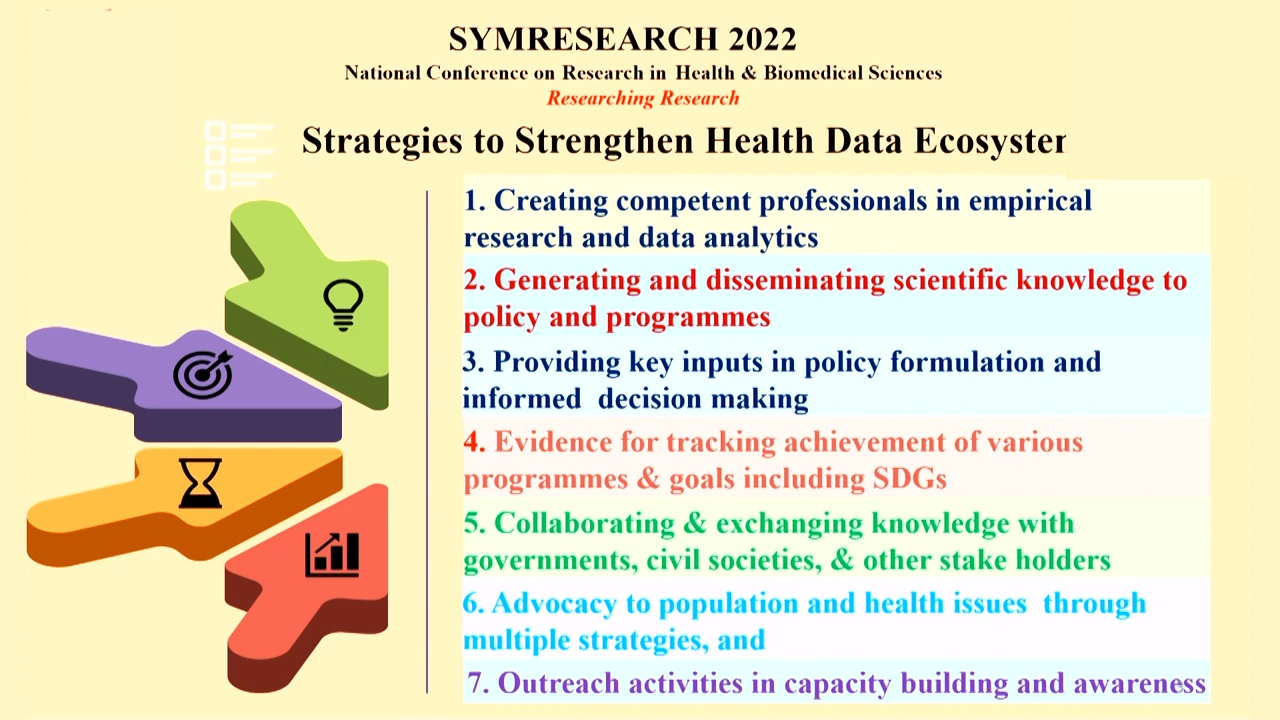 SYMRESEARCH 2022
National Conference on Research in Health & Biomedical Sciences
Researching Research
Strategies to Strengthen Health Data Ecosyster
1. Creating competent professionals in empirical
research and data analytics
2. Generating and disseminating scientific knowledge to
policy and programmes
3. Providing key inputs in policy formulation and
informed decision making
4. Evidence for tracking achievement of various
programmes & goals including SDGs
5. Collaborating & exchanging knowledge with
governments, civil societies, & other stake holders
6. Advocacy to population and health issues through
multiple strategies, and
7. Outreach activities in capacity building and awareness